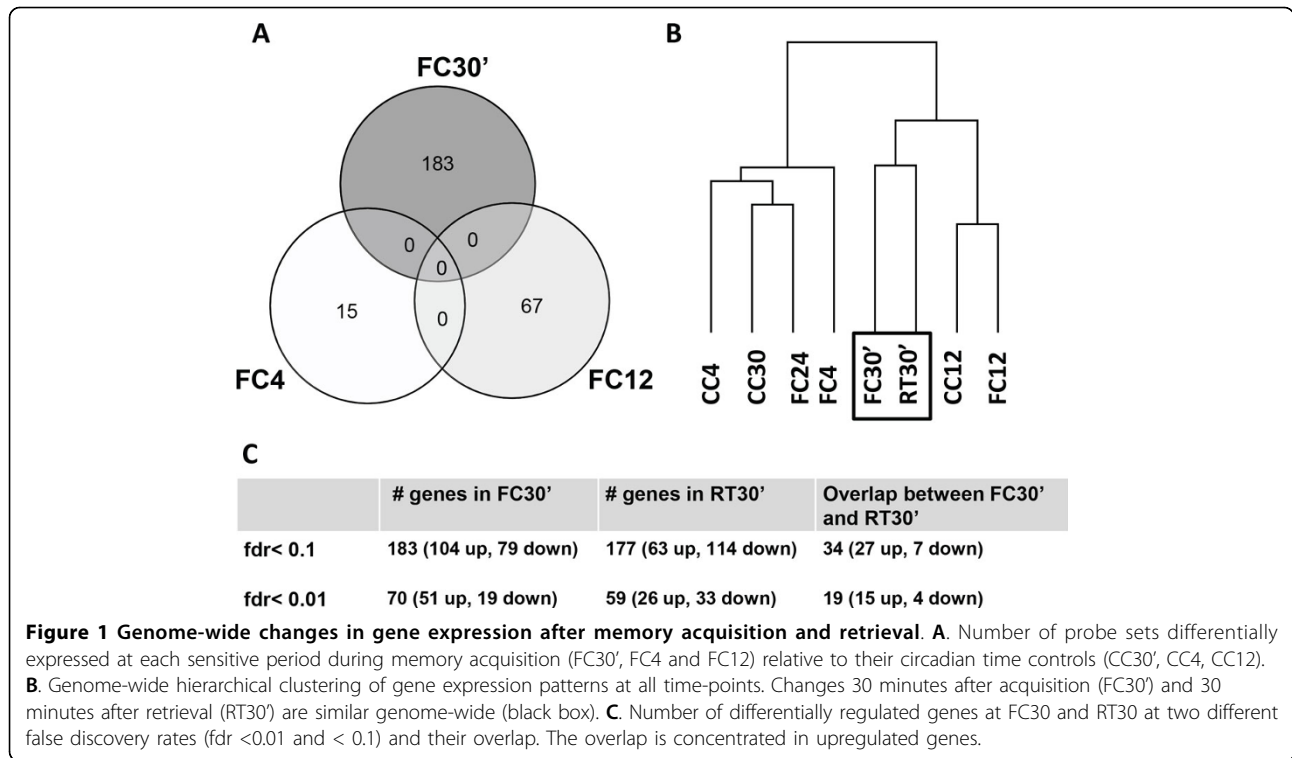 A
FC30’
183
0
0
0
15
0
67
FC4
FC12
B
CC4
CC30
FC24
FC4
FC30’
RT30’
CC12
FC12
C
# genes in FC30’ # genes in RT30’ Overlap between FC30’
and RT30’
fdr< 0.1 183 (104 up, 79 down) 177 (63 up, 114 down) 34 (27 up, 7 down)
fdr< 0.01 70 (51 up, 19 down) 59 (26 up, 33 down) 19 (15 up, 4 down)
Figure 1 Genome-wide changes in gene expression after memory acquisition and retrieval. A. Number of probe sets differentially
expressed at each sensitive period during memory acquisition (FC30’, FC4 and FC12) relative to their circadian time controls (CC30’, CC4, CC12).
B. Genome-wide hierarchical clustering of gene expression patterns at all time-points. Changes 30 minutes after acquisition (FC30’) and 30
minutes after retrieval (RT30’) are similar genome-wide (black box). C. Number of differentially regulated genes at FC30 and RT30 at two different
false discovery rates (fdr <0.01 and < 0.1) and their overlap. The overlap is concentrated in upregulated genes.